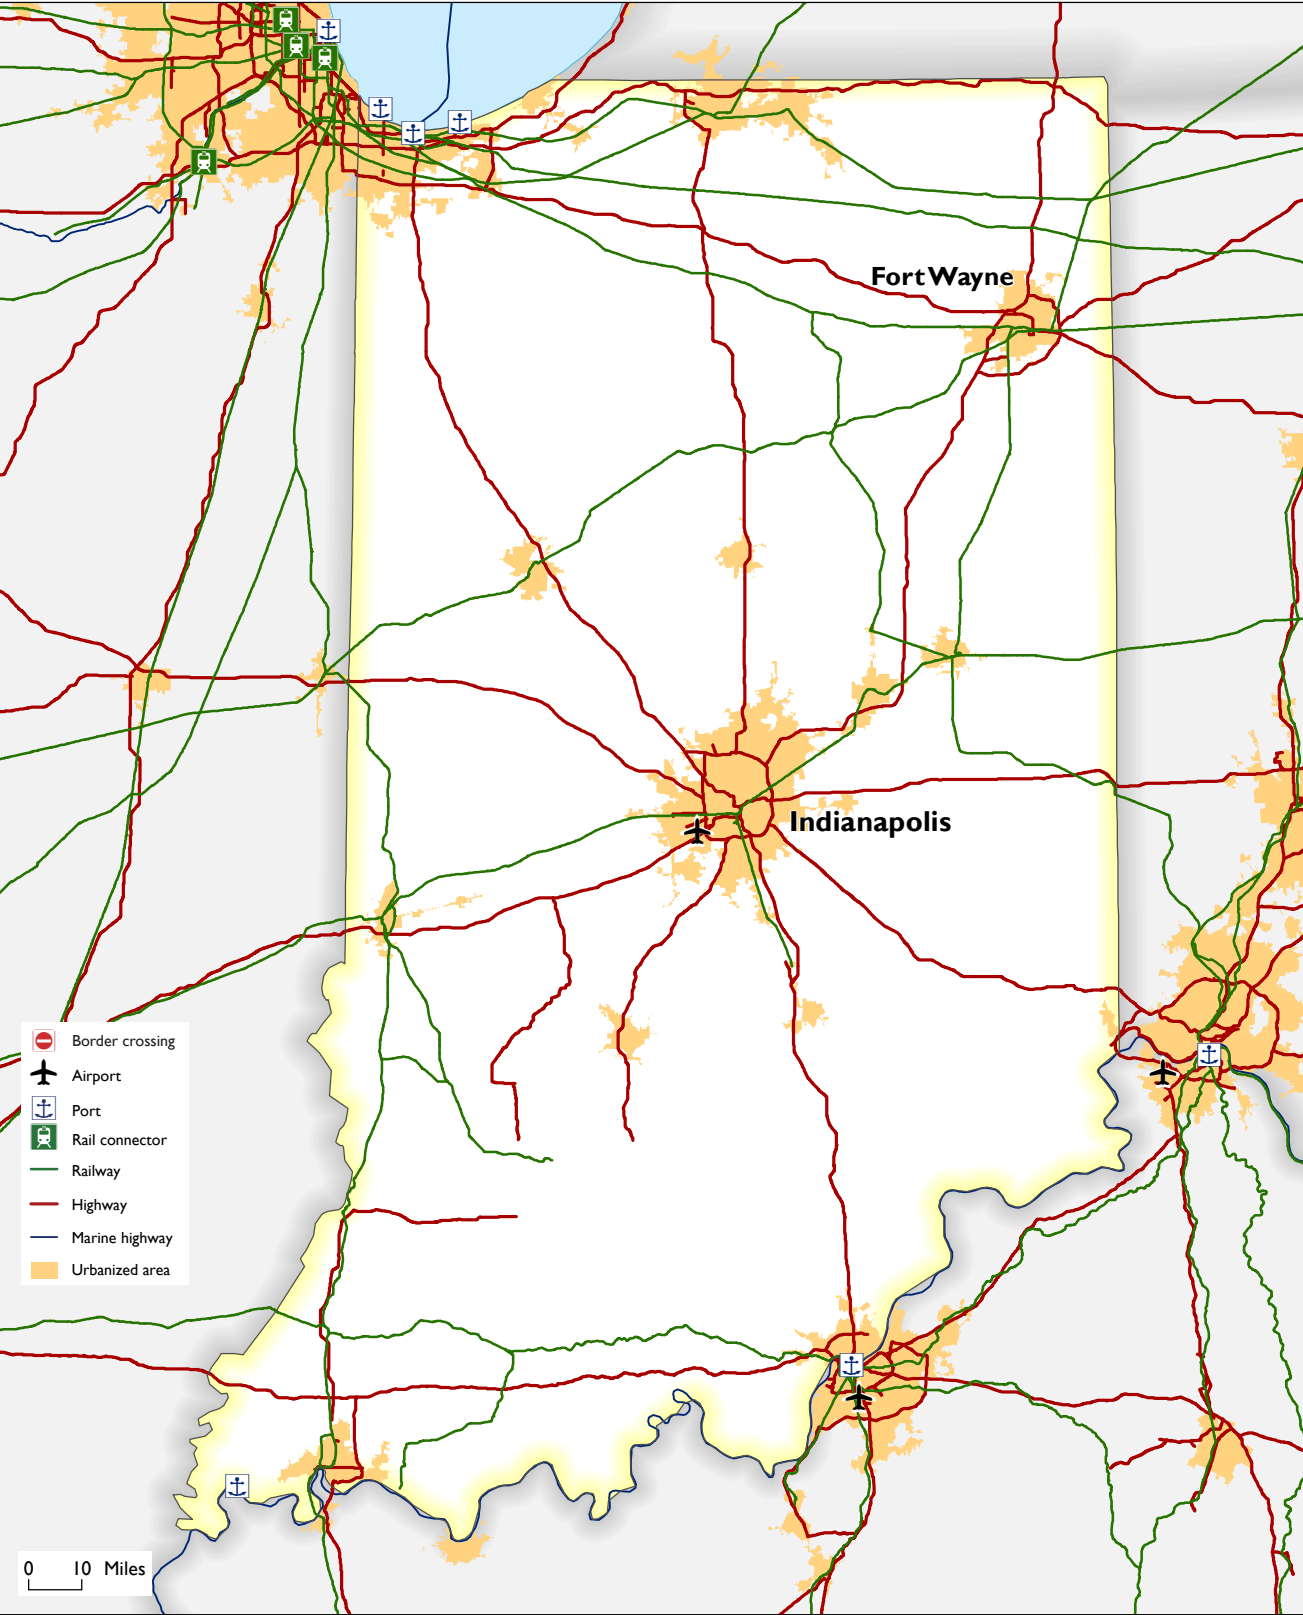 Fort Wayne
Indianapolis
Border crossing
Airport
Port
Rail connector
Railway
Highway
Marine highway
Urbanized area
0 10 Miles